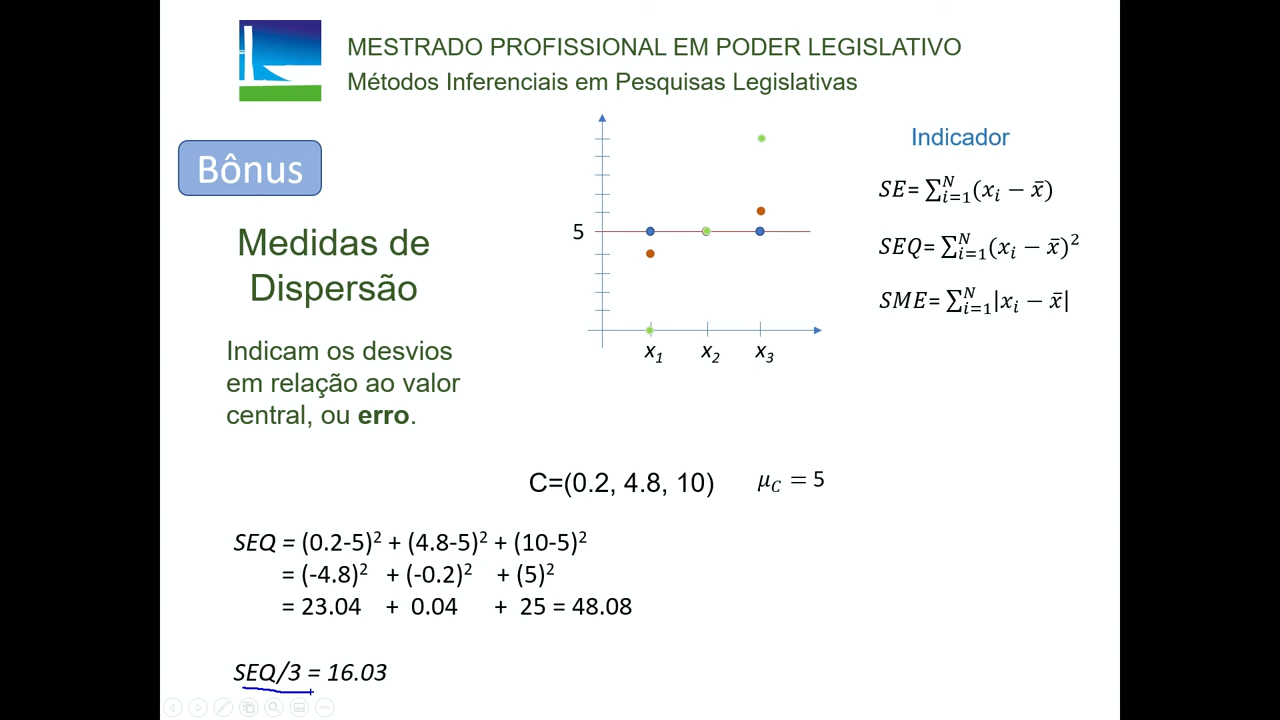 MESTRADO PROFISSIONAL EM PODER LEGISLATIVO
Métodos Inferenciais em Pesquisas Legislativas
Bônus
Medidas de
Dispersão
Indicam os desvios
em relação ao valor
central, ou erro.
5
x₁ x₂ x₃
Indicador
SE= ∑ᵢ₌₁ᴺ(xᵢ − x̄)
SEQ= ∑ᵢ₌₁ᴺ(xᵢ − x̄)²
SME= ∑ᵢ₌₁ᴺ|xᵢ − x̄|
C=(0.2, 4.8, 10) μ_C = 5
SEQ = (0.2-5)² + (4.8-5)² + (10-5)²
= (-4.8)² + (-0.2)² + (5)²
= 23.04 + 0.04 + 25 = 48.08
SEQ/3 = 16.03